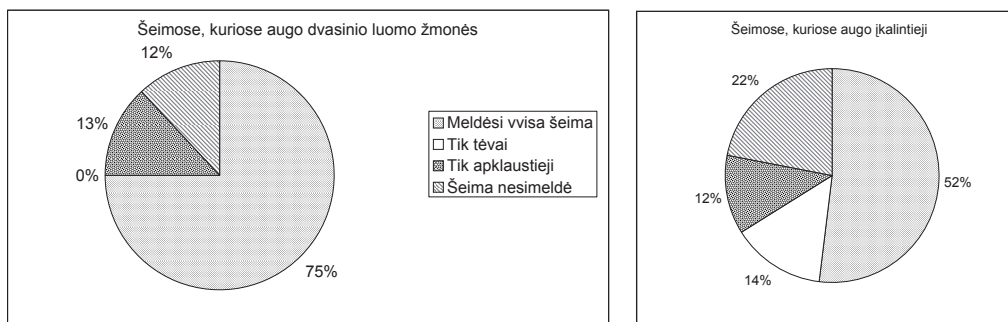 Šeimose, kuriose augo dvasinio luomo žmonės
12%
13%
0%
75%
Meldėsi vvisa šeima
Tik tėvai
Tik apklaustieji
Šeima nesimeldė
Šeimose, kuriose augo įkalintieji
22%
12%
52%
14%